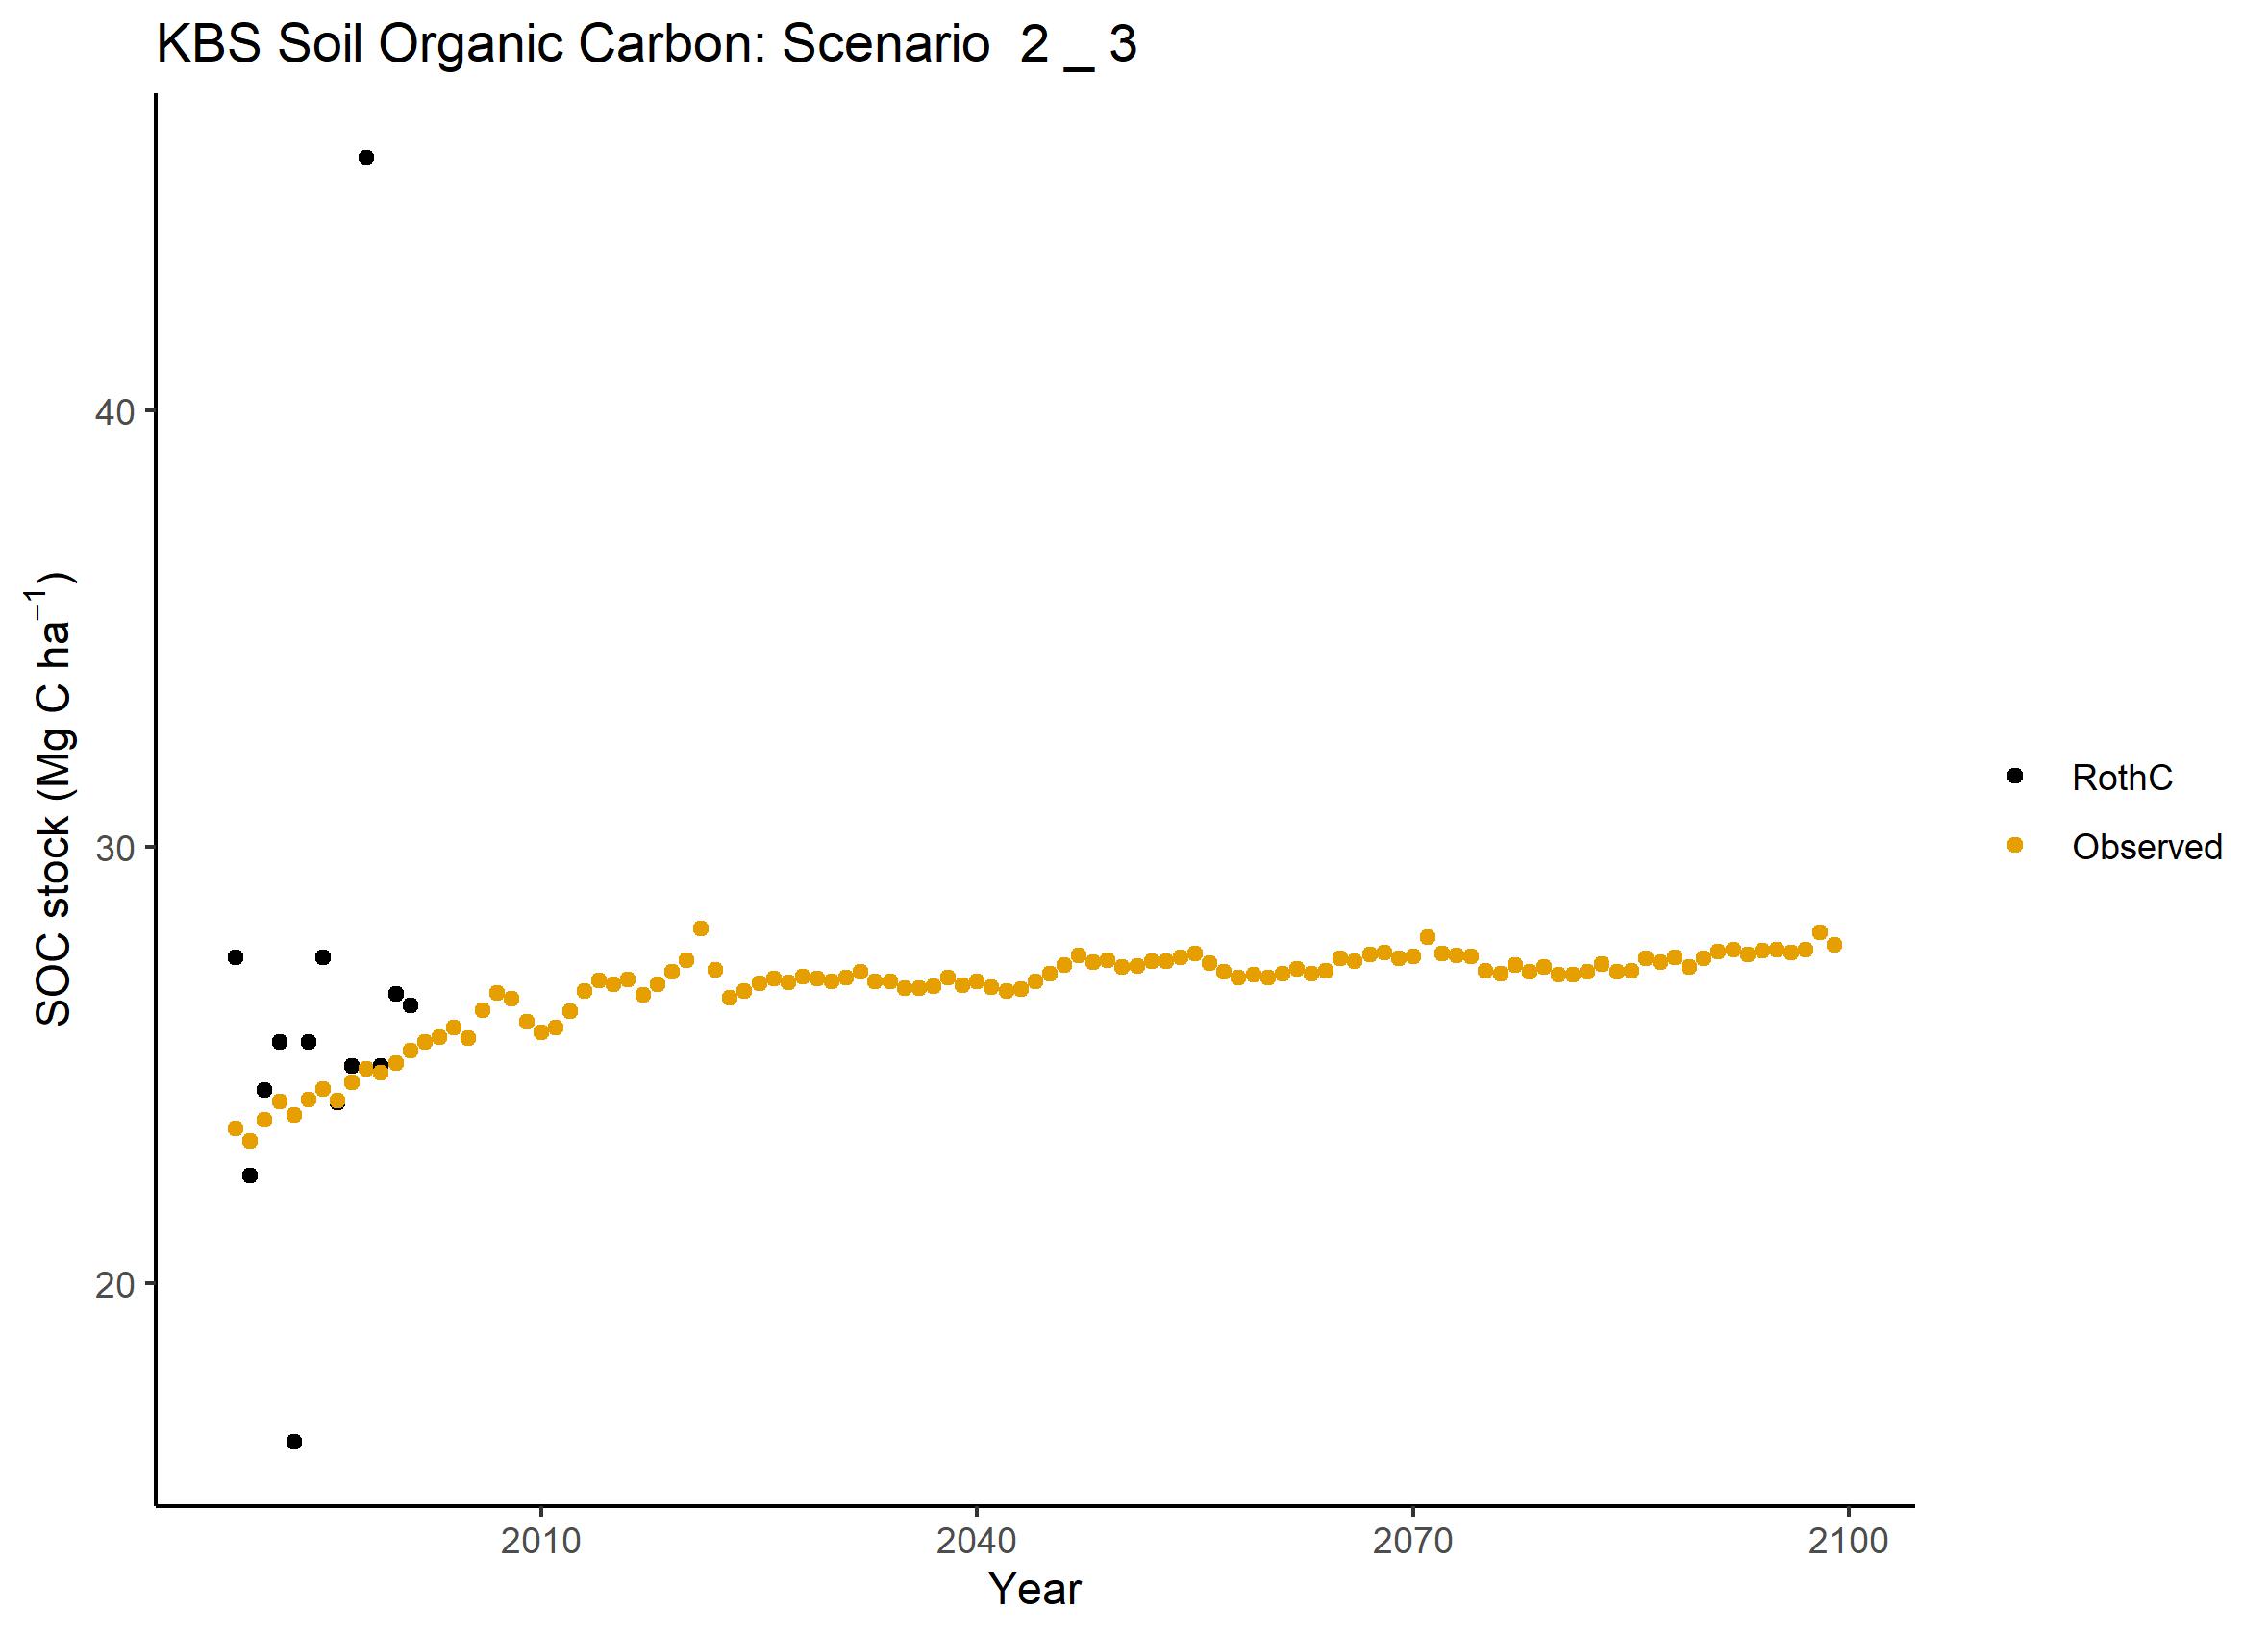 KBS Soil Organic Carbon: Scenario  2 _ 3
SOC stock (Mg C ha⁻¹)
40
30
20
RothC
Observed
2010
2040
2070
2100
Year